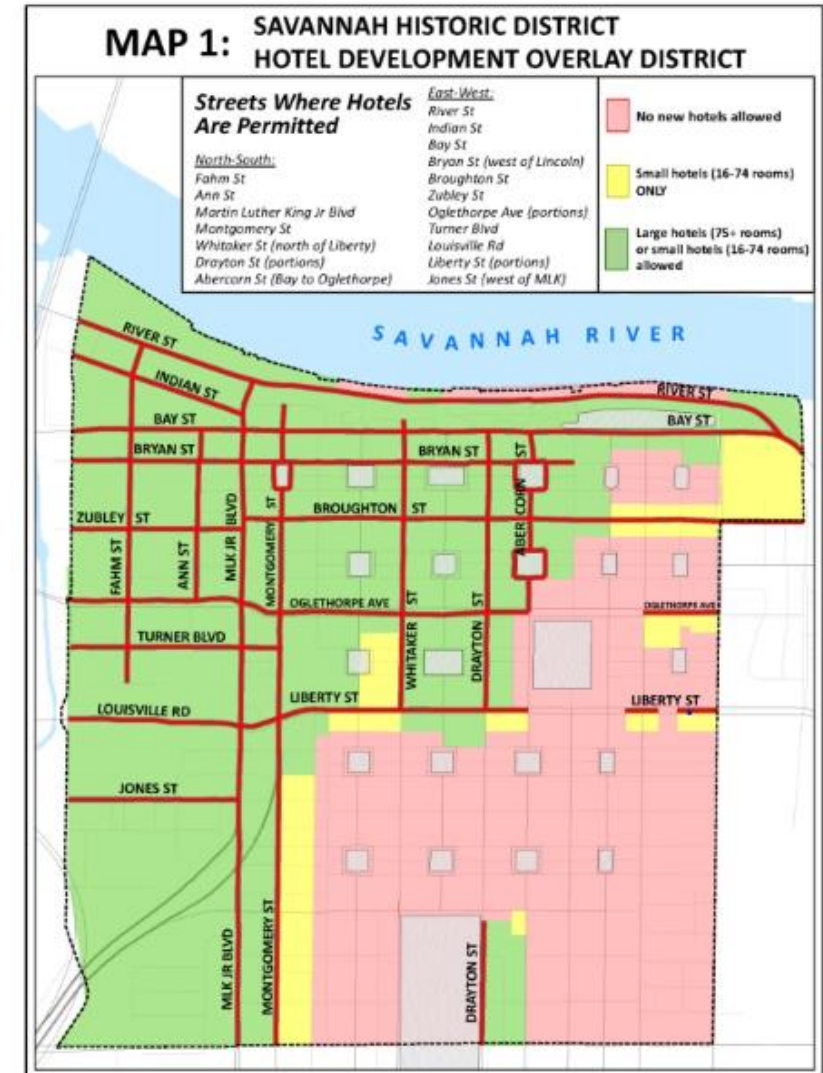 MAP 1:
SAVANNAH HISTORIC DISTRICT
HOTEL DEVELOPMENT OVERLAY DISTRICT
Streets Where Hotels
Are Permitted
North-South:
Fahm St
Ann St
Martin Luther King Jr Blvd
Montgomery St
Whitaker St (north of Liberty)
Drayton St (portions)
Abercorn St (Bay to Oglethorpe)
East-West:
River St
Indian St
Bay St
Bryan St (west of Lincoln)
Broughton St
Zubley St
Oglethorpe Ave (portions)
Turner Blvd
Louisville Rd
Liberty St (portions)
Jones St (west of MLK)
No new hotels allowed
Small hotels (16-74 rooms)
ONLY
Large hotels (75+ rooms)
or small hotels (16-74 rooms)
allowed
SAVANNAH RIVER
RIVER ST
RIVER ST
INDIAN ST
BAY ST
BAY ST
BRYAN ST
BRYAN ST
ZUBLEY ST
BROUGHTON ST
FAHM ST
ANN ST
MLK JR BLVD
MONTGOMERY ST
ABERCORN ST
OGLETHORPE AVE
OGLETHORPE AVE
WHITAKER ST
DRAYTON ST
TURNER BLVD
LIBERTY ST
LIBERTY ST
LOUISVILLE RD
JONES ST
MLK JR BLVD
MONTGOMERY ST
DRAYTON ST